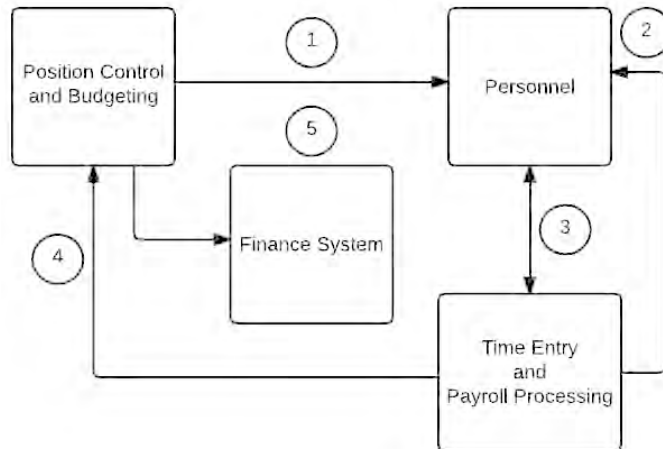 1
2
Position Control
and Budgeting
Personnel
5
3
4
Finance System
Time Entry
and
Payroll Processing